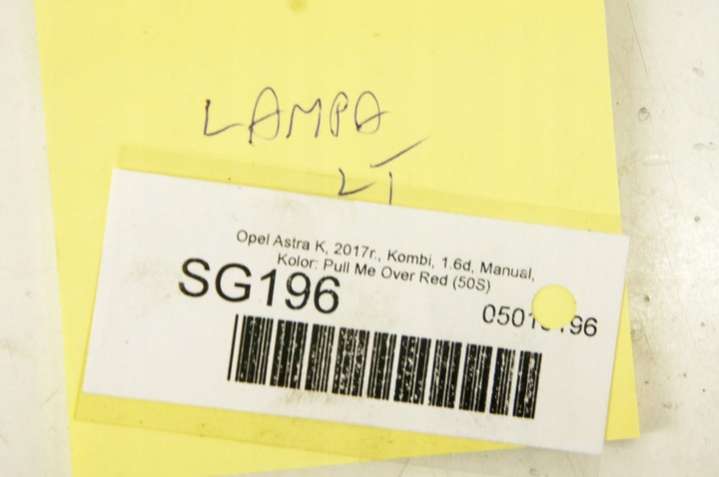 LAMPA
LT
Opel Astra K, 2017r., Kombi, 1.6d, Manual,
Kolor: Pull Me Over Red (50S)
SG196